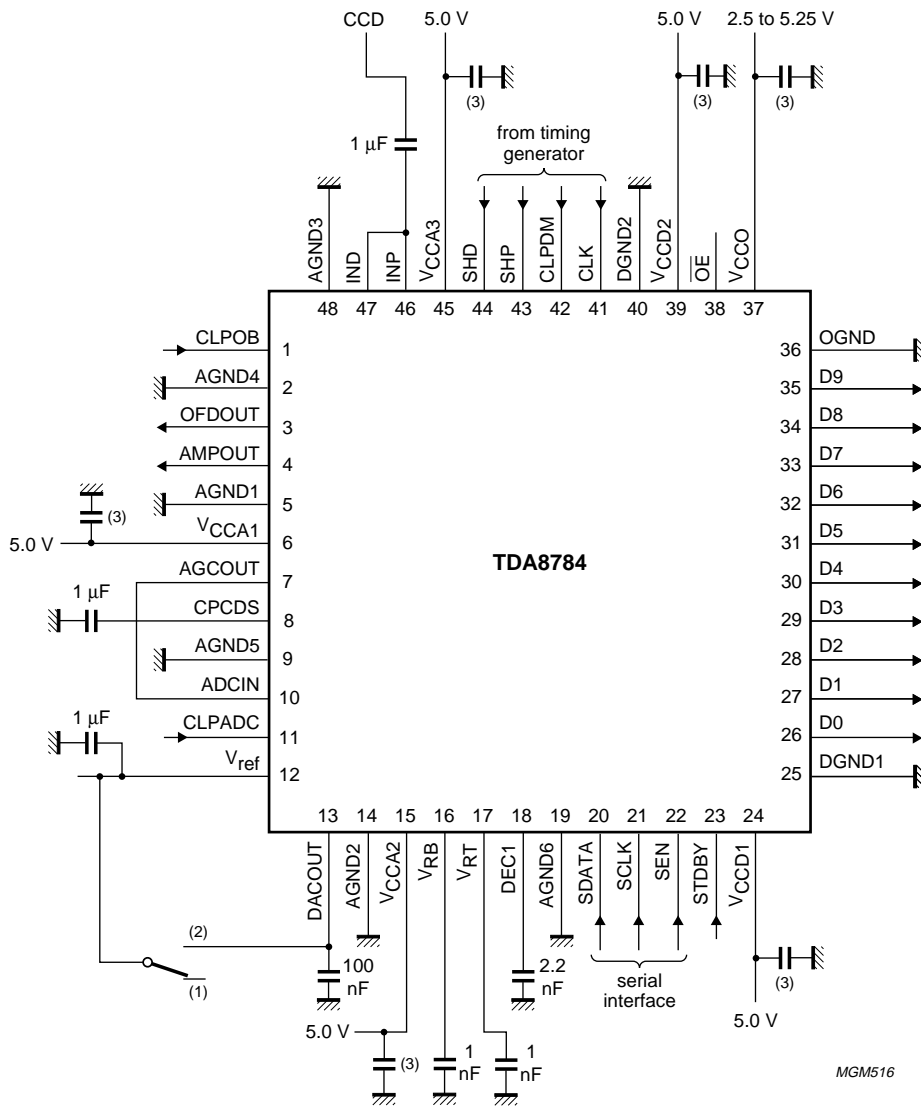 CCD
5.0 V
5.0 V
2.5 to 5.25 V
(3)
(3)
(3)
1 μF
from timing
generator
AGND3
IND
INP
VCCA3
SHD
SHP
CLPDM
CLK
DGND2
VCCD2
OE
VCCO
48
47
46
45
44
43
42
41
40
39
38
37
CLPOB
1
AGND4
2
OFDOUT
3
AMPOUT
4
AGND1
5
(3)
VCCA1
5.0 V
6
AGCOUT
7
1 μF
CPCDS
8
AGND5
9
ADCIN
10
1 μF
CLPADC
11
Vref
12
TDA8784
36
OGND
35
D9
34
D8
33
D7
32
D6
31
D5
30
D4
29
D3
28
D2
27
D1
26
D0
25
DGND1
13
14
15
16
17
18
19
20
21
22
23
24
DACOUT
AGND2
VCCA2
VRB
VRT
DEC1
AGND6
SDATA
SCLK
SEN
STDBY
VCCD1
(2)
(1)
100
nF
2.2
nF
serial
interface
(3)
5.0 V
5.0 V
(3)
1
nF
1
nF
MGM516